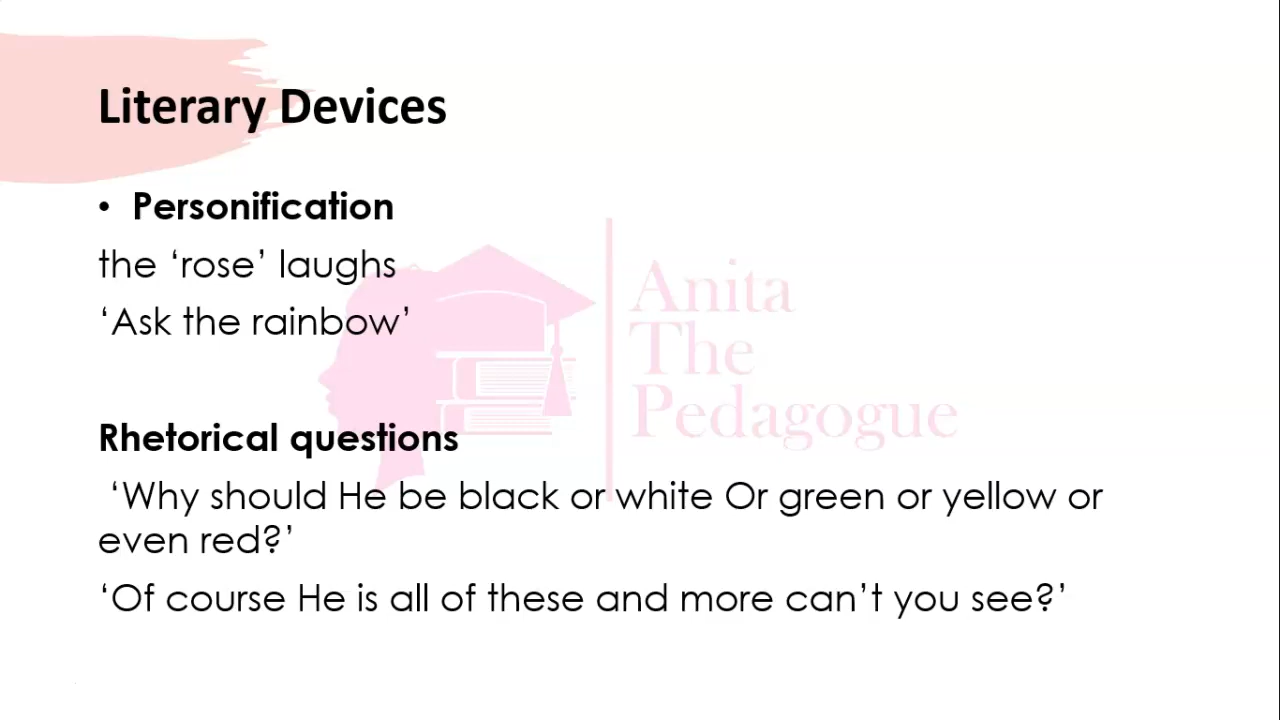 Literary Devices
• Personification
the ‘rose’ laughs
‘Ask the rainbow’
Anita
The
Pedagogue
Rhetorical questions
‘Why should He be black or white Or green or yellow or
even red?’
‘Of course He is all of these and more can’t you see?’